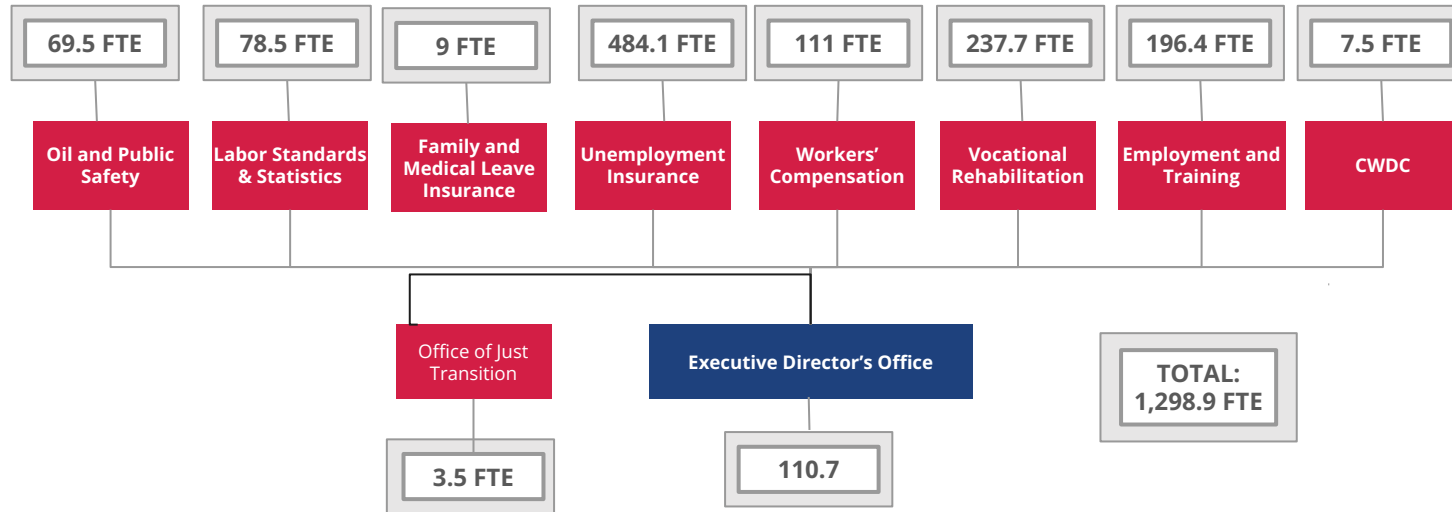 69.5 FTE
78.5 FTE
9 FTE
484.1 FTE
111 FTE
237.7 FTE
196.4 FTE
7.5 FTE
Oil and Public
Safety
Labor Standards
& Statistics
Family and
Medical Leave
Insurance
Unemployment
Insurance
Workers’
Compensation
Vocational
Rehabilitation
Employment and
Training
CWDC
Office of Just
Transition
Executive Director’s Office
TOTAL:
1,298.9 FTE
3.5 FTE
110.7